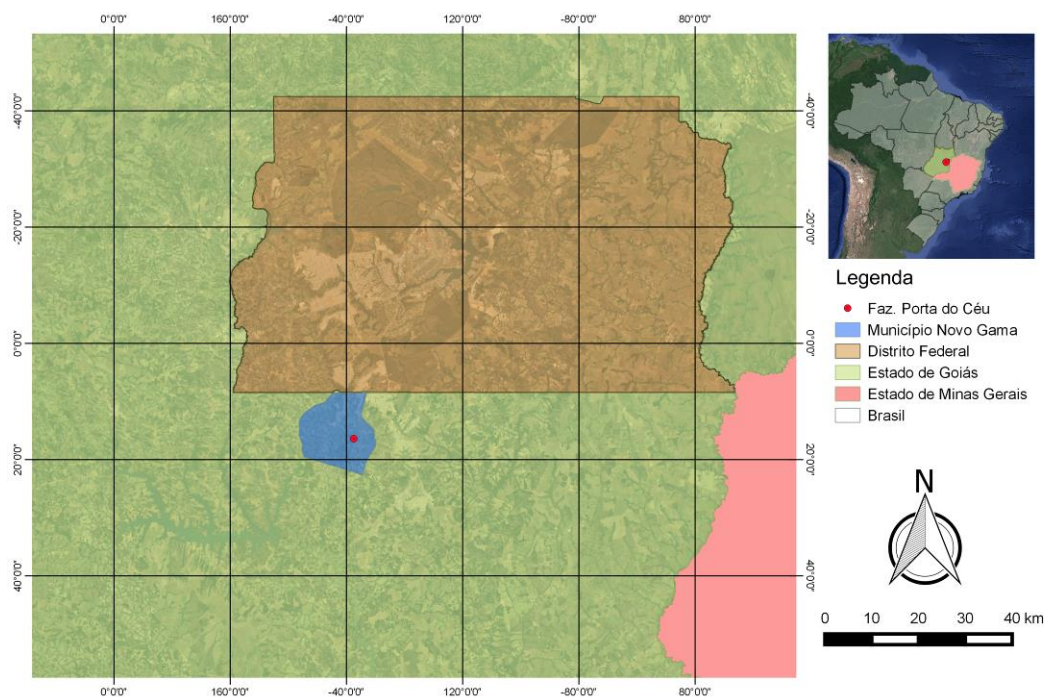 0°0'0" 160°0'0" -40°0'0" 120°0'0" -80°0'0" 80°0'0"
-40°0'0" -40°0'0"
-20°0'0" -20°0'0"
0°0'0" 0°0'0"
20°0'0" 20°0'0"
40°0'0" 40°0'0"
0°0'0" 160°0'0" -40°0'0" 120°0'0" -80°0'0" 80°0'0"
Legenda
Faz. Porta do Céu
Município Novo Gama
Distrito Federal
Estado de Goiás
Estado de Minas Gerais
Brasil
N
0 10 20 30 40 km